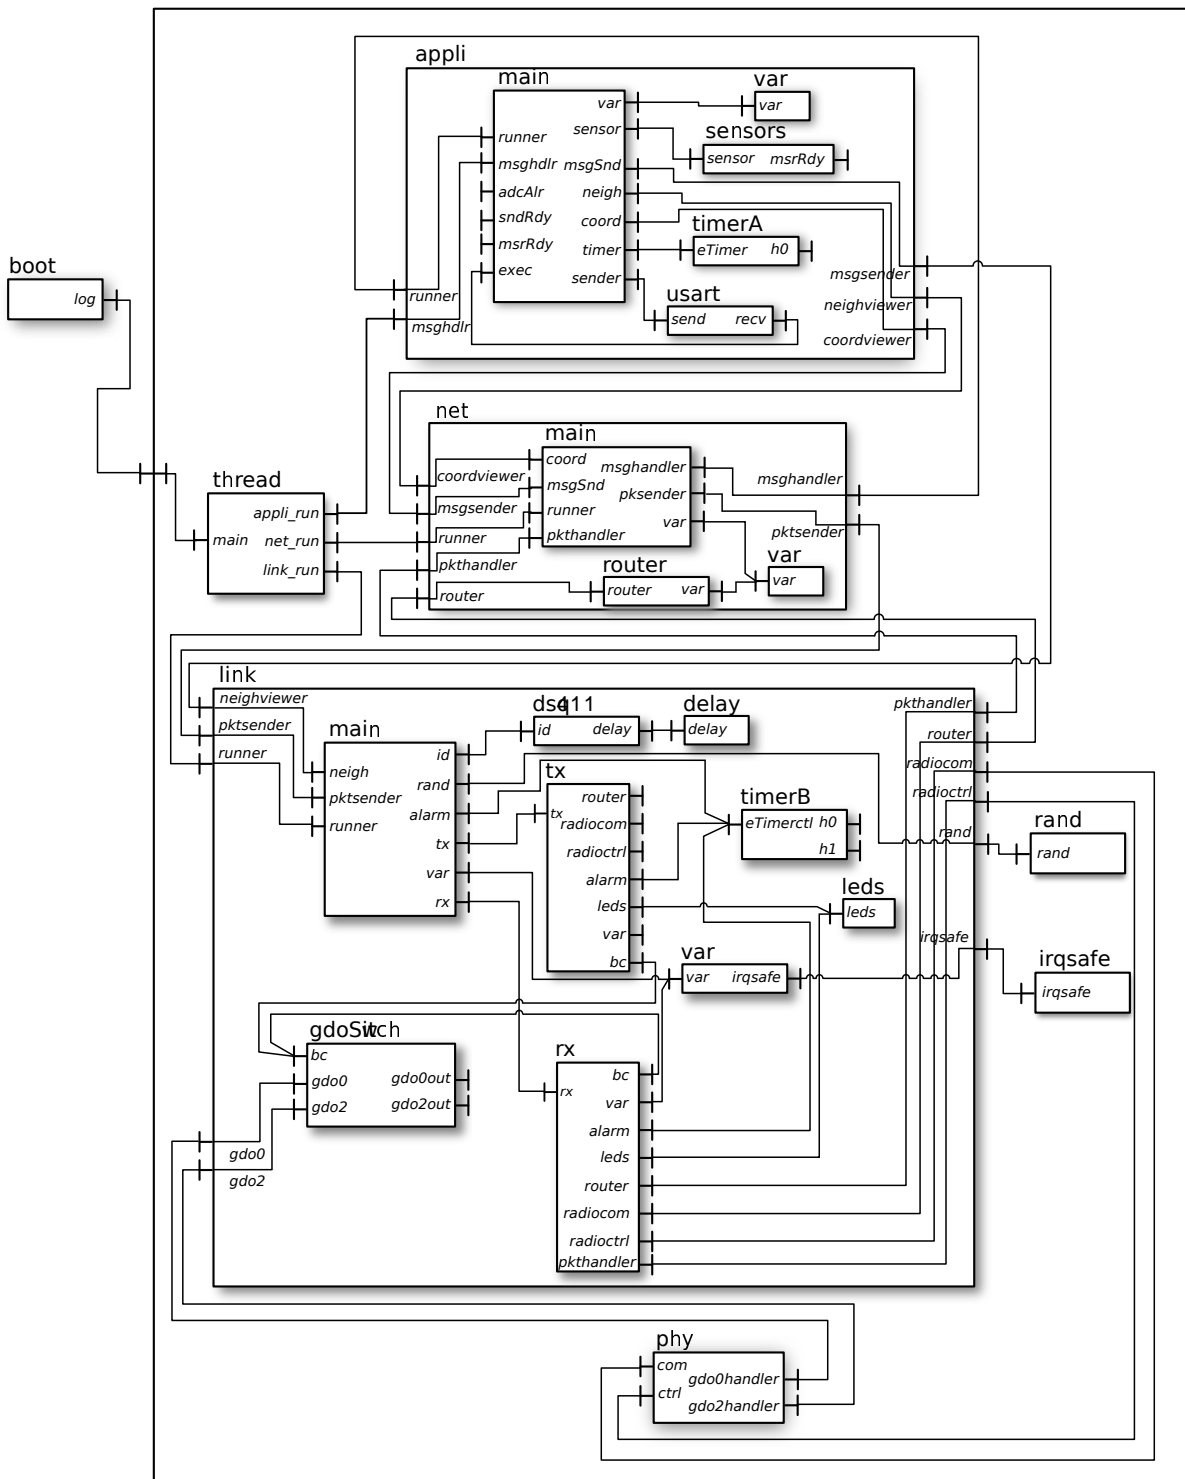 appli
main
var
var
var
sensor
sensors
sensor msrRdy
runner
msghdlr
msgSnd
adcAlr
neigh
sndRdy
coord
msrRdy
timer
timerA
eTimer h0
exec
sender
usart
send recv
runner
msghdlr
msgsender
neighviewer
coordviewer
boot
log
net
main
coord
msgSnd
runner
pkthandler
msghandler
pksender
var
coordviewer
msgsender
runner
pkthandler
router
msghandler
pktsender
router
router var
var
var
thread
main
appli_run
net_run
link_run
link
neighviewer
pktsender
runner
main
neigh
pktsender
runner
id
rand
alarm
tx
var
rx
dsq411
id delay
delay
delay
tx
tx
router
radiocom
radioctrl
alarm
leds
var
bc
timerB
eTimerctl h0
h1
leds
leds
var
var irqsafe
pkthandler
router
radiocom
radioctrl
rand
irqsafe
rand
rand
irqsafe
irqsafe
gdoSwitch
bc
gdo0
gdo2
gdo0out
gdo2out
rx
rx
bc
var
alarm
leds
router
radiocom
radioctrl
pkthandler
gdo0
gdo2
phy
com
ctrl
gdo0handler
gdo2handler